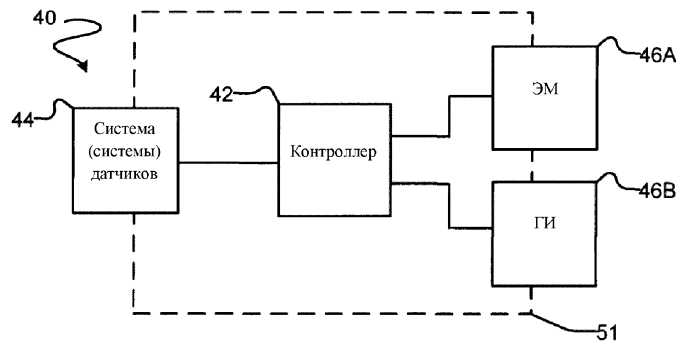 40
46A
ЭМ
44
42
Система
(системы)
датчиков
Контроллер
46B
ГИ
51